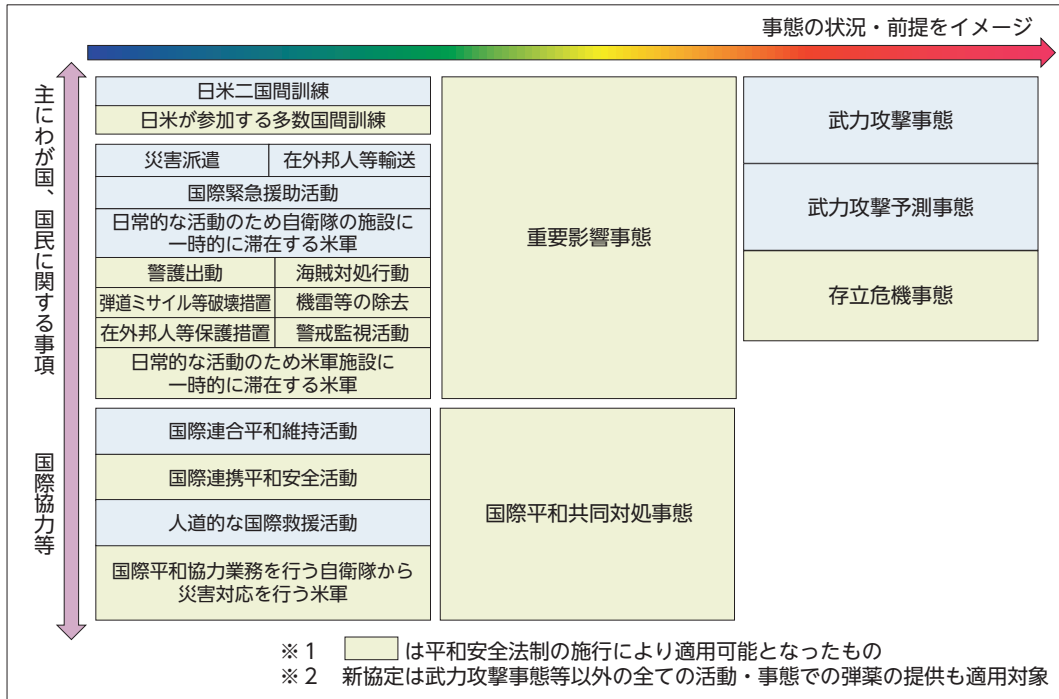 事態の状況・前提をイメージ
主にわが国、国民に関する事項
国際協力等
日米二国間訓練
日米が参加する多数国間訓練
災害派遣
在外邦人等輸送
国際緊急援助活動
日常的な活動のため自衛隊の施設に
一時的に滞在する米軍
警護出動
海賊対処行動
弾道ミサイル等破壊措置
機雷等の除去
在外邦人等保護措置
警戒監視活動
日常的な活動のため米軍施設に
一時的に滞在する米軍
国際連合平和維持活動
国際連携平和安全活動
人道的な国際救援活動
国際平和協力業務を行う自衛隊から
災害対応を行う米軍
重要影響事態
国際平和共同対処事態
武力攻撃事態
武力攻撃予測事態
存立危機事態
※1 は平和安全法制の施行により適用可能となったもの
※2 新協定は武力攻撃事態等以外の全ての活動・事態での弾薬の提供も適用対象